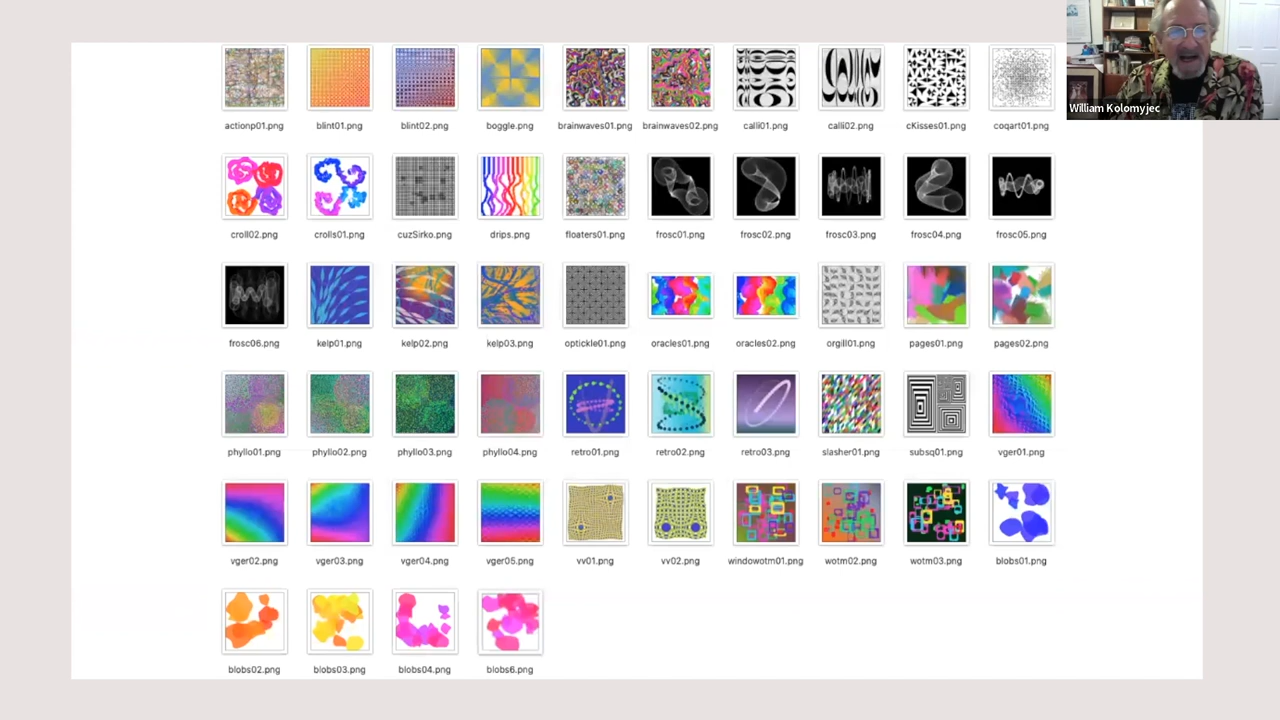 William Kolomyjec
actionp01.png blint01.png blint02.png boggle.png brainwaves01.png brainwaves02.png calli01.png calli02.png cKisses01.png coqart01.png
croll02.png crolls01.png cuzSirko.png drips.png floaters01.png frosc01.png frosc02.png frosc03.png frosc04.png frosc05.png
frosc06.png kelp01.png kelp02.png kelp03.png optickle01.png oracles01.png oracles02.png orgill01.png pages01.png pages02.png
phyllo01.png phyllo02.png phyllo03.png phyllo04.png retro01.png retro02.png retro03.png slasher01.png subsq01.png vger01.png
vger02.png vger03.png vger04.png vger05.png vv01.png vv02.png windowotm01.png wotm02.png wotm03.png blobs01.png
blobs02.png blobs03.png blobs04.png blobs6.png